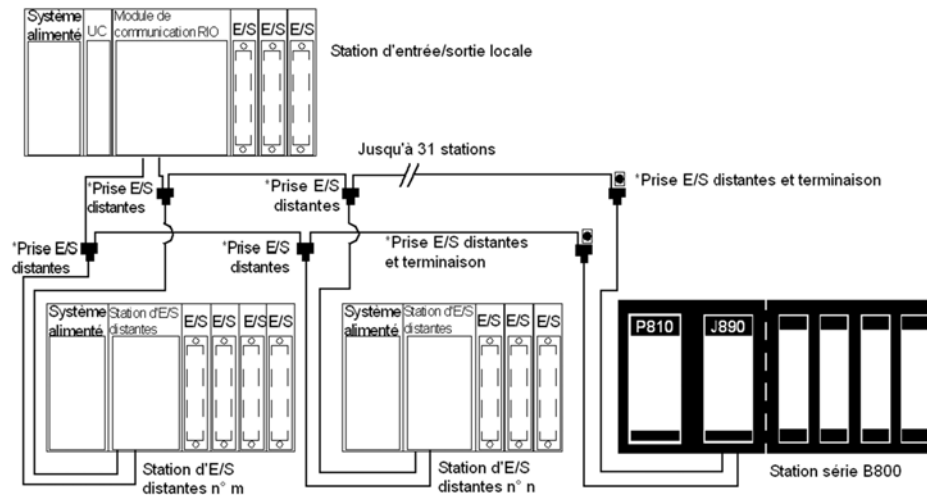 Système
alimenté
UC
Module de
communication RIO
E/S
E/S
E/S
Station d'entrée/sortie locale
Jusqu'à 31 stations
*Prise E/S
distantes
*Prise E/S
distantes
*Prise E/S distantes et terminaison
*Prise E/S
distantes
*Prise E/S
distantes
*Prise E/S distantes
et terminaison
Système
alimenté
Station d'E/S
distantes
E/S
E/S
E/S
E/S
Système
alimenté
Station d'E/S
distantes
E/S
E/S
E/S
P810
J890
Station d'E/S
distantes n° m
Station d'E/S
distantes n° n
Station série B800